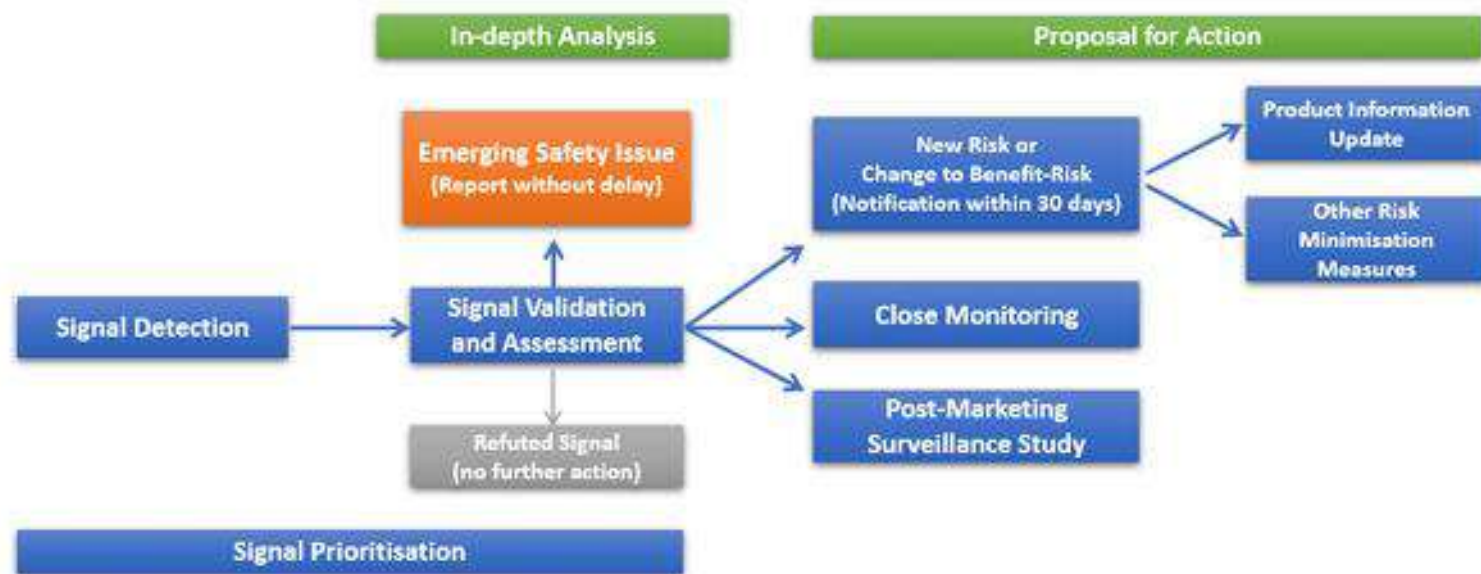 In-depth Analysis
Proposal for Action
Emerging Safety Issue
(Report without delay)
New Risk or
Change to Benefit-Risk
(Notification within 30 days)
Product Information
Update
Other Risk
Minimisation
Measures
Signal Detection
Signal Validation
and Assessment
Close Monitoring
Refuted Signal
(no further action)
Post-Marketing
Surveillance Study
Signal Prioritisation